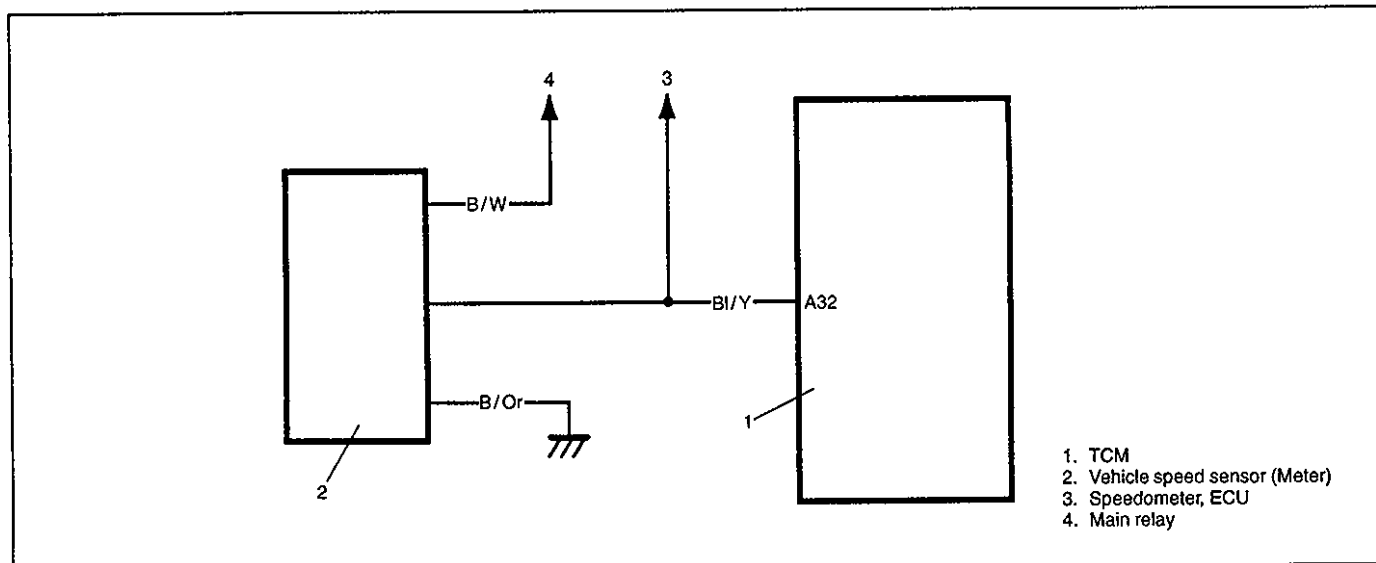 4
3
B/W
Bl/Y
A32
B/Or
1
2
1. TCM
2. Vehicle speed sensor (Meter)
3. Speedometer, ECU
4. Main relay